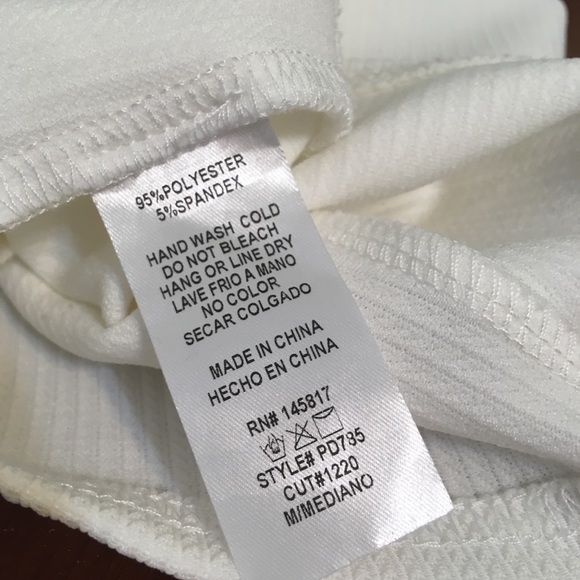 95%POLYESTER
5%SPANDEX
HAND WASH COLD
DO NOT BLEACH
HANG OR LINE DRY
LAVE FRIO A MANO
NO COLOR
SECAR COLGADO
MADE IN CHINA
HECHO EN CHINA
RN# 145817
STYLE# PD785
CUT#1220
M/MEDIANO